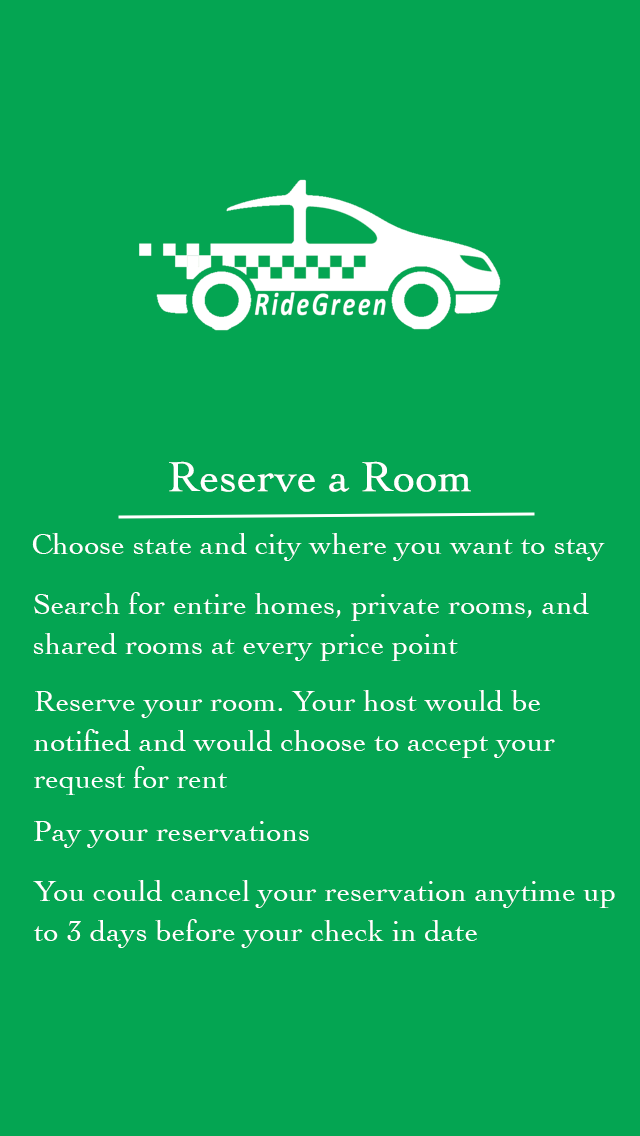 RideGreen
Reserve a Room
Choose state and city where you want to stay
Search for entire homes, private rooms, and
shared rooms at every price point
Reserve your room. Your host would be
notified and would choose to accept your
request for rent
Pay your reservations
You could cancel your reservation anytime up
to 3 days before your check in date